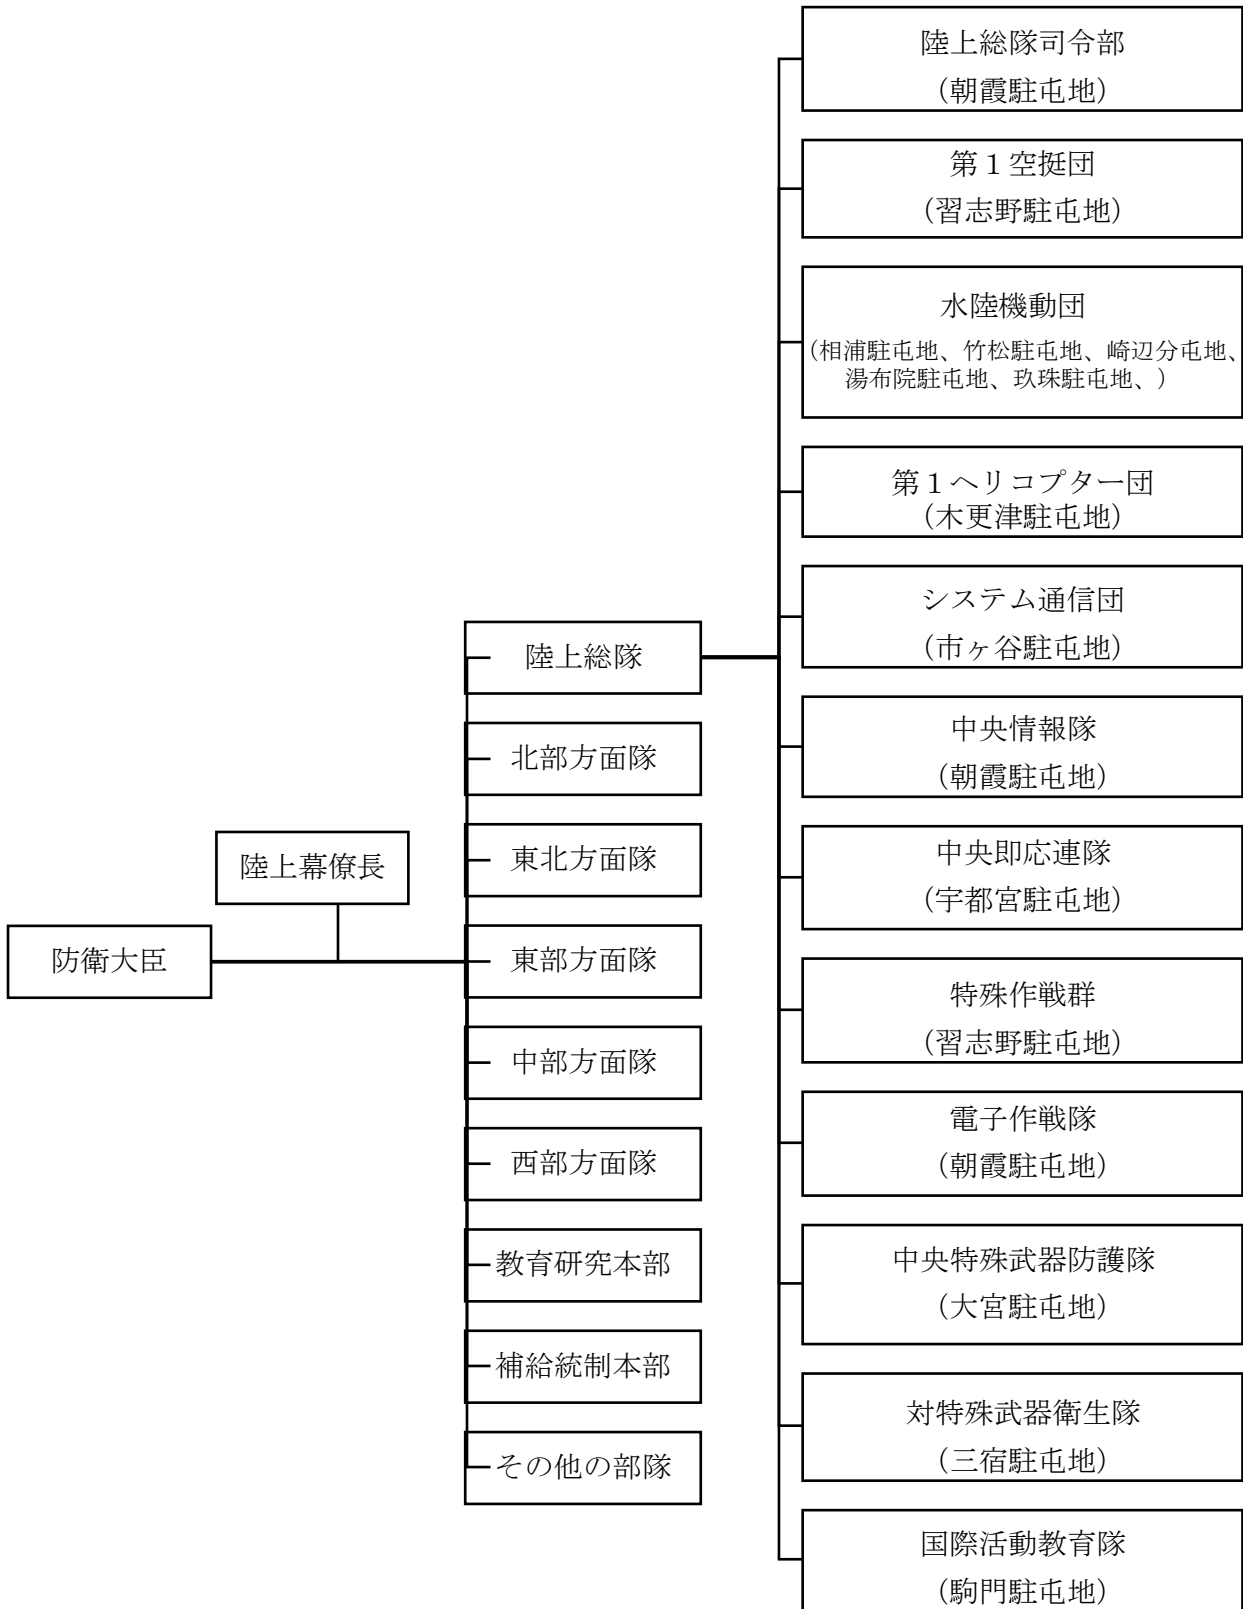 防衛大臣
陸上幕僚長
陸上総隊
北部方面隊
東北方面隊
東部方面隊
中部方面隊
西部方面隊
教育研究本部
補給統制本部
その他の部隊
陸上総隊司令部
（朝霞駐屯地）
第１空挺団
（習志野駐屯地）
水陸機動団
（相浦駐屯地、竹松駐屯地、崎辺分屯地、
湯布院駐屯地、玖珠駐屯地、）
第１ヘリコプター団
（木更津駐屯地）
システム通信団
（市ヶ谷駐屯地）
中央情報隊
（朝霞駐屯地）
中央即応連隊
（宇都宮駐屯地）
特殊作戦群
（習志野駐屯地）
電子作戦隊
（朝霞駐屯地）
中央特殊武器防護隊
（大宮駐屯地）
対特殊武器衛生隊
（三宿駐屯地）
国際活動教育隊
（駒門駐屯地）